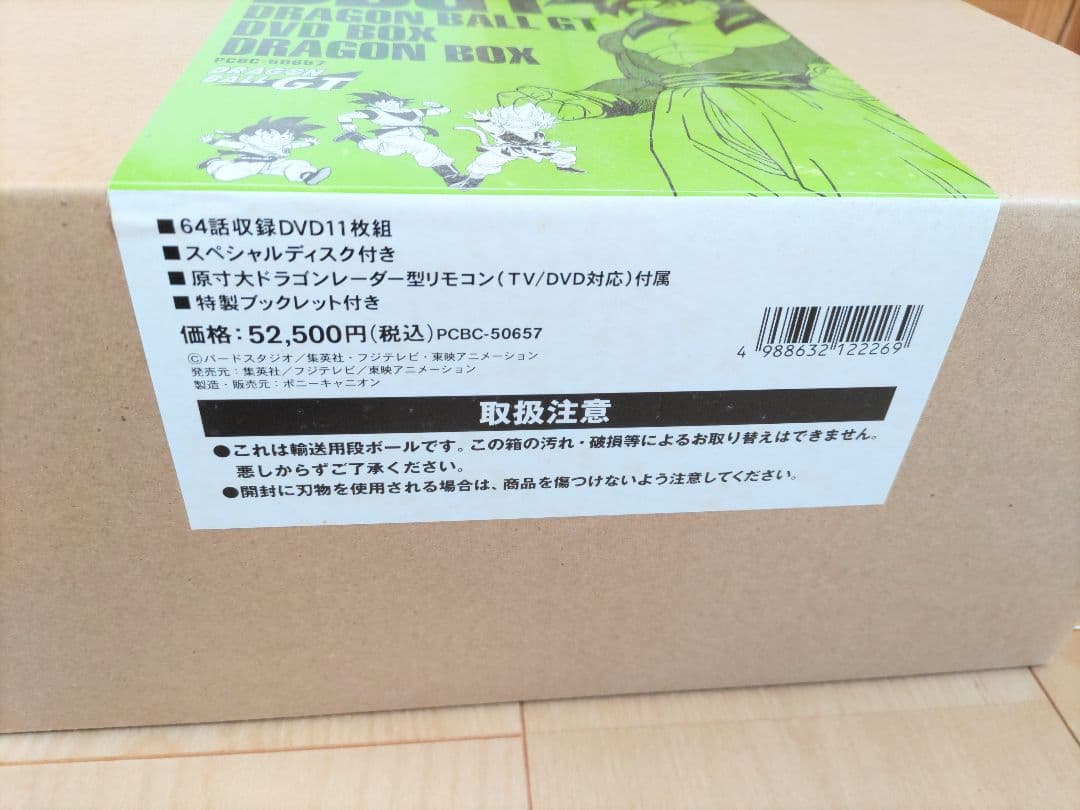 DRAGON BALL GT
DVD BOX
DRAGON BOX
PCBC-50657
DRAGON
BALL GT
■64話収録DVD11枚組
■スペシャルディスク付き
■原寸大ドラゴンレーダー型リモコン(TV/DVD対応)付属
■特製ブックレット付き
価格:52,500円(税込)PCBC-50657
Ⓒバードスタジオ/集英社・フジテレビ・東映アニメーション
発売元:集英社/フジテレビ/東映アニメーション
製造・販売元:ポニーキャニオン
4 988632 122269
取扱注意
●これは輸送用段ボールです。この箱の汚れ・破損等によるお取り替えはできません。
悪しからずご了承ください。
●開封に刃物を使用される場合は、商品を傷つけないよう注意してください。